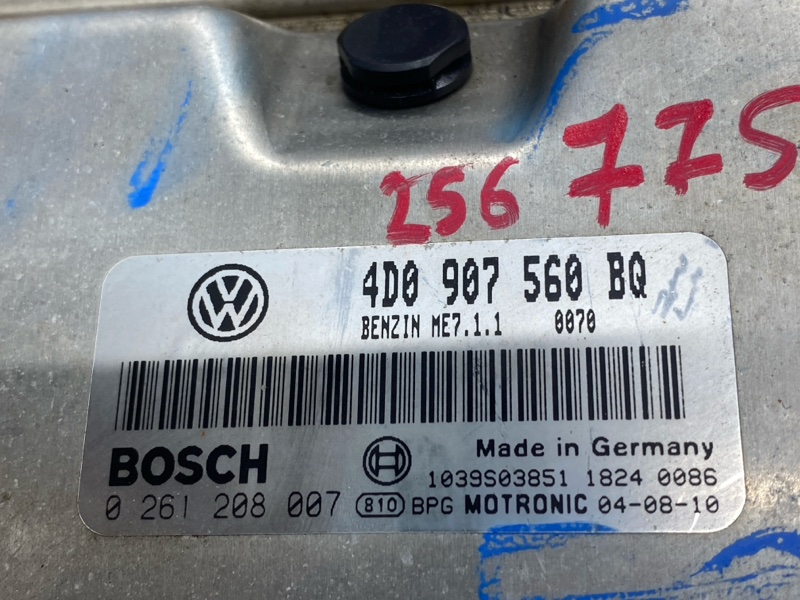 256 775
4D0 907 560 BQ
BENZIN ME7.1.1 0070
BOSCH
Made in Germany
1039S03851 1824 0086
0 261 208 007 810 BPG MOTRONIC 04-08-10